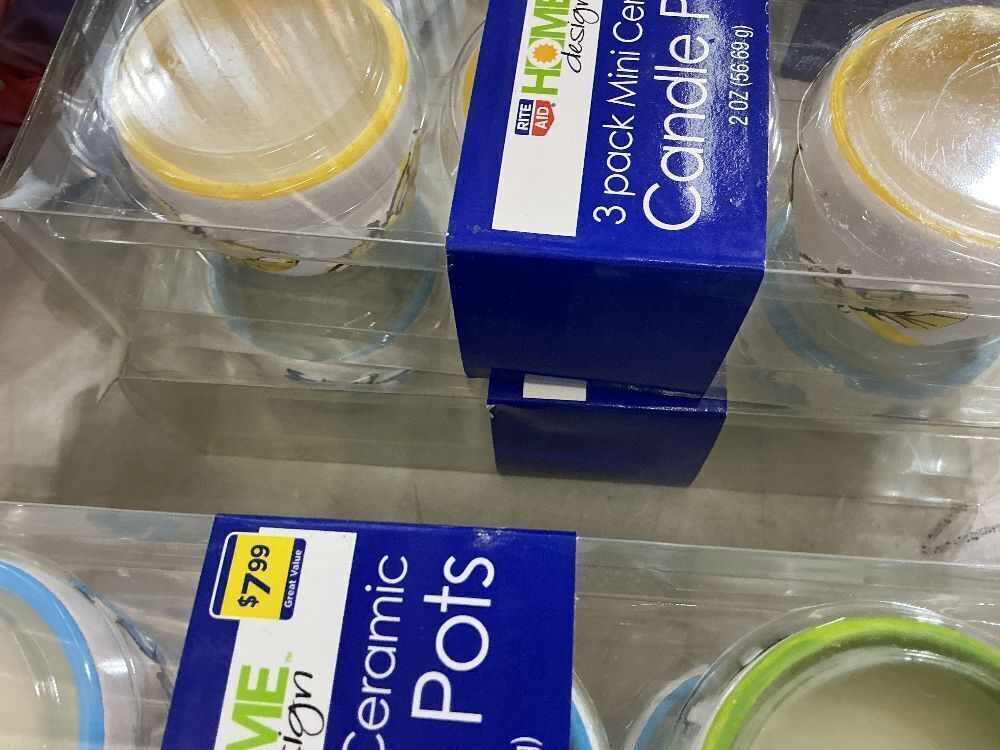 RITE
AID
HOME
design
3 pack Mini Cer
Candle P
2 OZ (56.69 g)
$7.99
Great Value
ME™
sign
Ceramic
Pots
g)